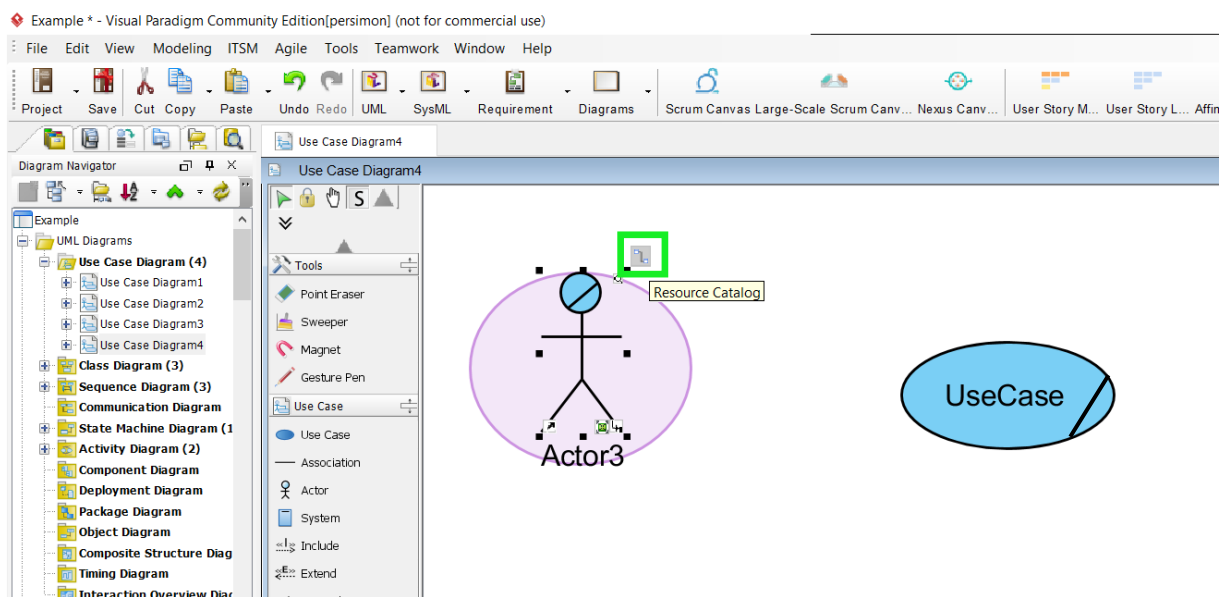 Example * - Visual Paradigm Community Edition[persimon] (not for commercial use)
File Edit View Modeling ITSM Agile Tools Teamwork Window Help
Project Save Cut Copy Paste Undo Redo UML SysML Requirement Diagrams Scrum Canvas Large-Scale Scrum Canv... Nexus Canv... User Story M... User Story L... Affin
Use Case Diagram4
Diagram Navigator
Use Case Diagram4
S
Example
UML Diagrams
Use Case Diagram (4)
Use Case Diagram1
Use Case Diagram2
Use Case Diagram3
Use Case Diagram4
Class Diagram (3)
Sequence Diagram (3)
Communication Diagram
State Machine Diagram (1
Activity Diagram (2)
Component Diagram
Deployment Diagram
Package Diagram
Object Diagram
Composite Structure Diag
Timing Diagram
Interaction Overview Diag
Tools
Point Eraser
Sweeper
Magnet
Gesture Pen
Use Case
Use Case
Association
Actor
System
Include
Extend
Resource Catalog
Actor3
UseCase